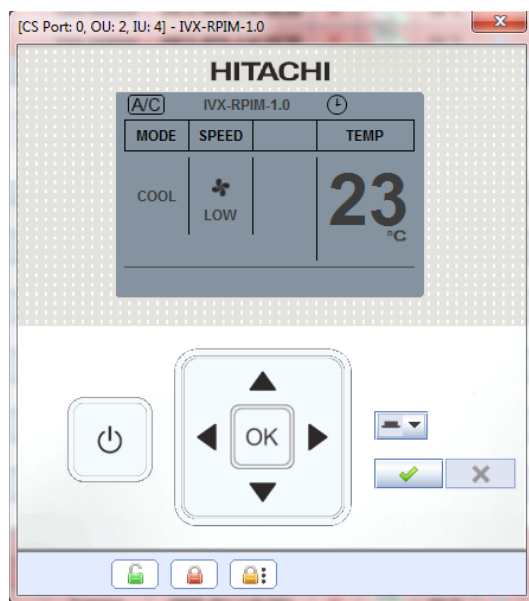 [CS Port: 0, OU: 2, IU: 4] - IVX-RPIM-1.0
HITACHI
A/C IVX-RPIM-1.0
MODE SPEED TEMP
COOL LOW 23 °C
OK